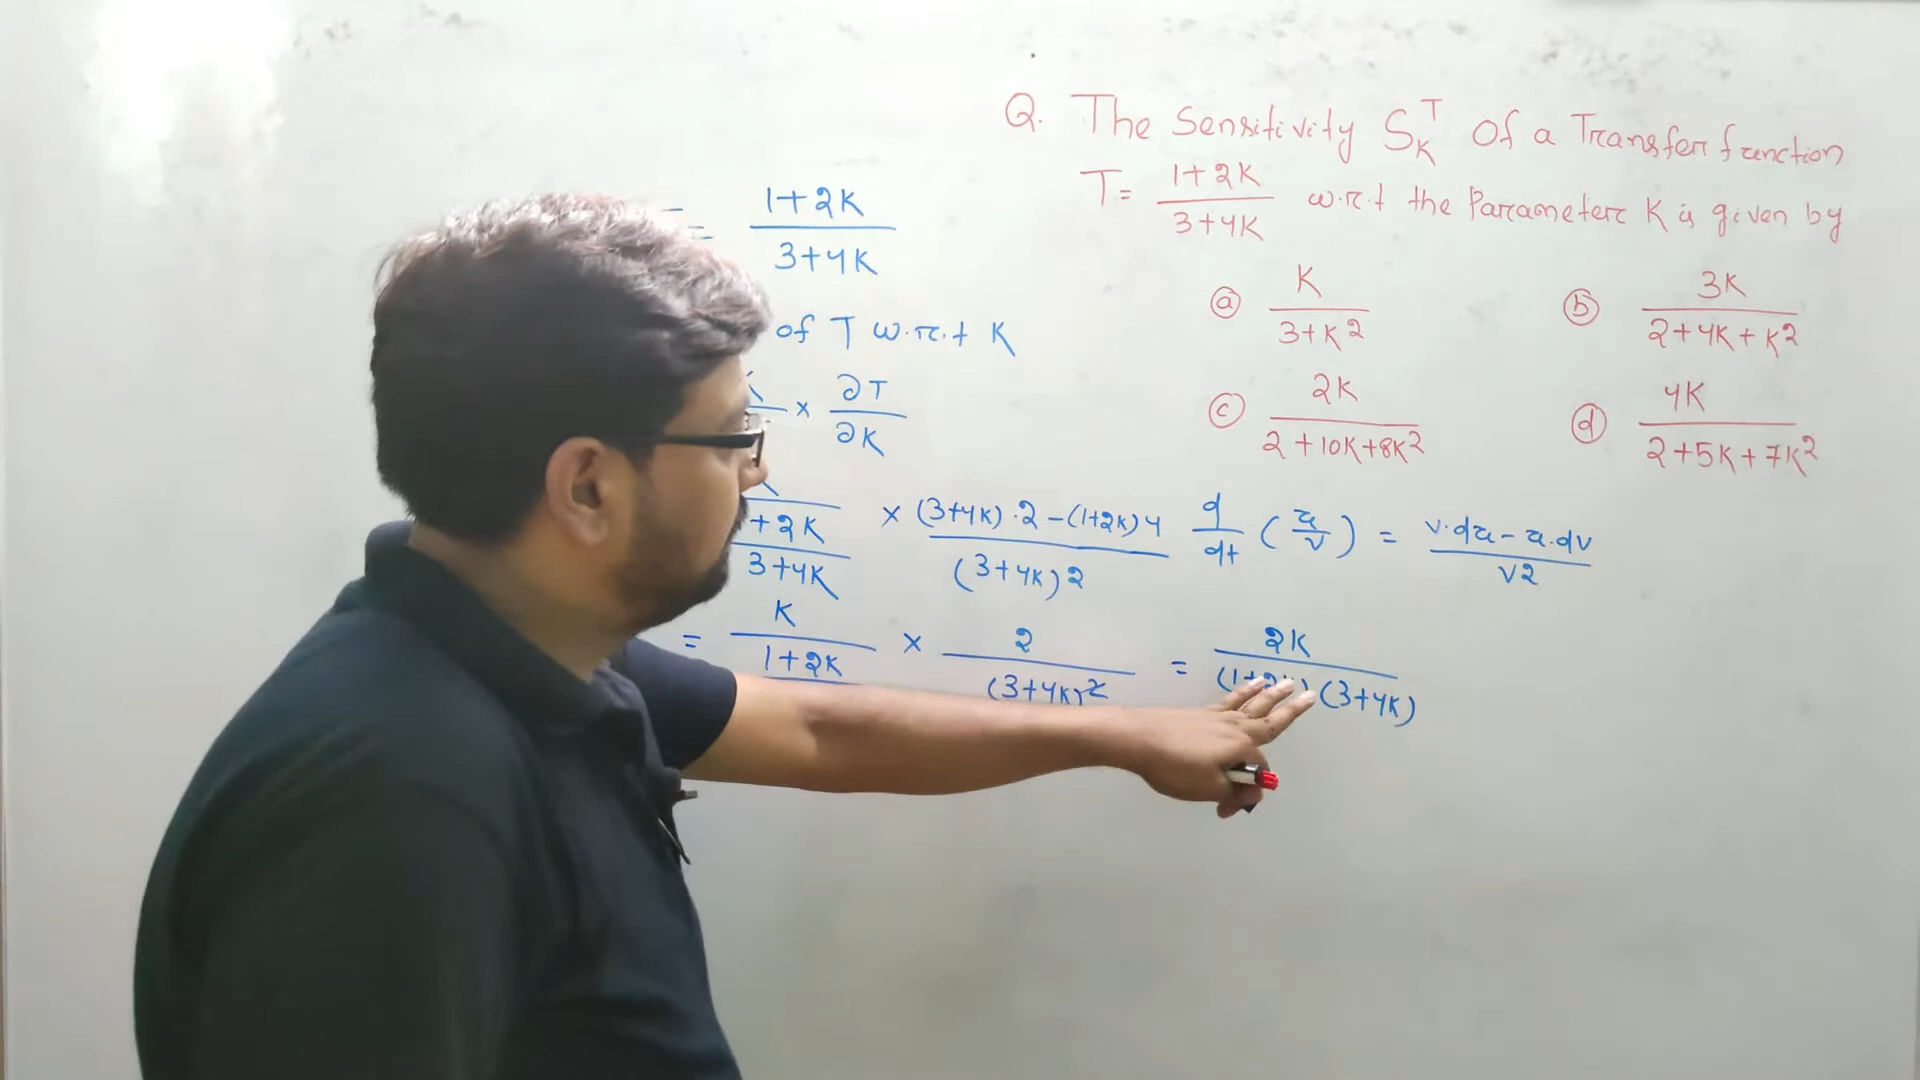 Q. The Sensitivity S_K^T Of a Transfer function
T = (1+2K)/(3+4K) w.r.t the Parameter K is given by
ⓐ K/(3+K²) ⓑ 3K/(2+4K+K²)
ⓒ 2K/(2+10K+8K²) ⓓ 4K/(2+5K+7K²)
= (1+2K)/(3+4K)
of T w.r.t K
× ∂T/∂K
+2K/(3+4K) × ((3+4K)·2-(1+2K)4)/(3+4K)2 d/dt (u/v) = (v·du-u.dv)/v2
= K/(1+2K) × 2/(3+4K)2 = 2K/((1+2K)(3+4K))